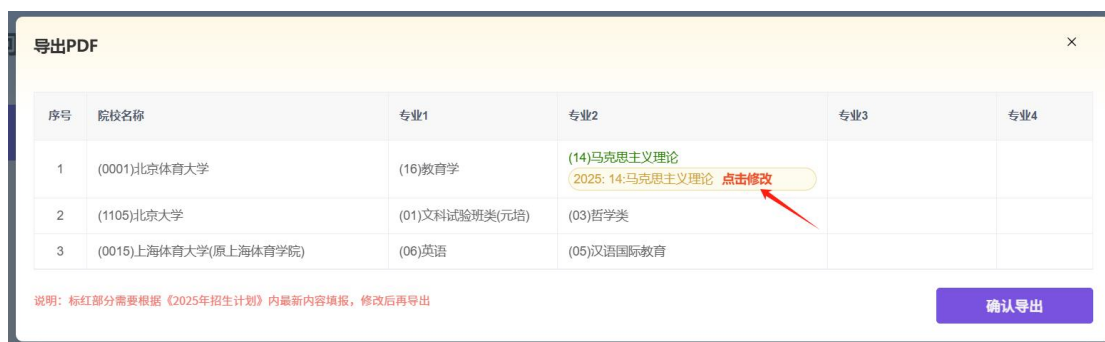 导出PDF
×
序号 院校名称 专业1 专业2 专业3 专业4
1 (0001)北京体育大学 (16)教育学 (14)马克思主义理论
2025: 14:马克思主义理论 点击修改
2 (1105)北京大学 (01)文科试验班类(元培) (03)哲学类
3 (0015)上海体育大学(原上海体育学院) (06)英语 (05)汉语国际教育
说明：标红部分需要根据《2025年招生计划》内最新内容填报，修改后再导出
确认导出